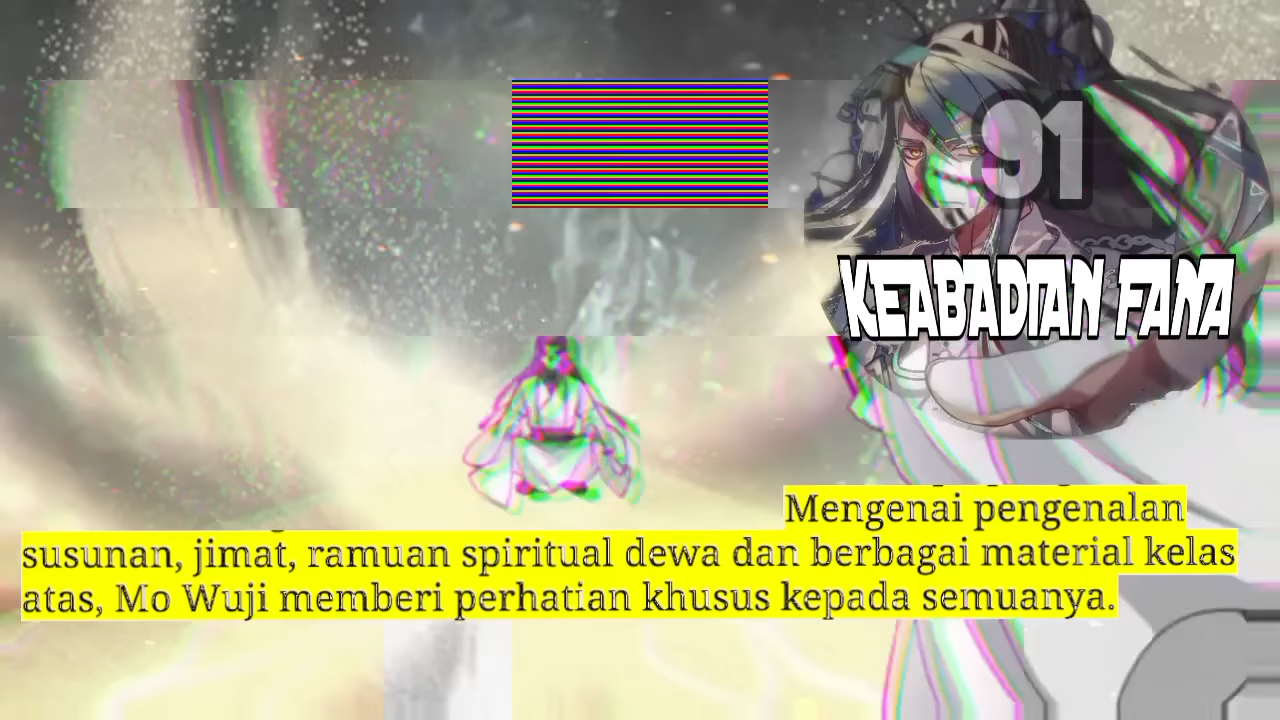 91
KEABADIAN FANA
Mengenai pengenalan
susunan, jimat, ramuan spiritual dewa dan berbagai material kelas
atas, Mo Wuji memberi perhatian khusus kepada semuanya.